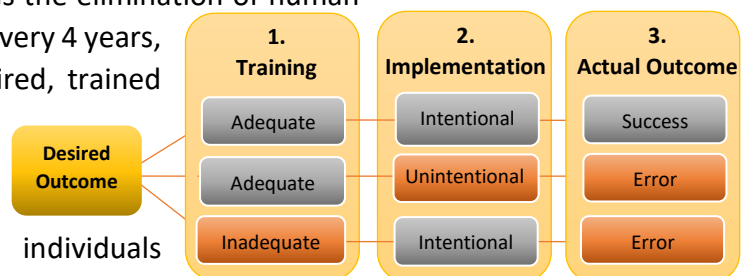 is the elimination of human
very 4 years,
ired, trained
individuals
Desired
Outcome
1.
Training
Adequate
Adequate
Inadequate
2.
Implementation
Intentional
Unintentional
Intentional
3.
Actual Outcome
Success
Error
Error